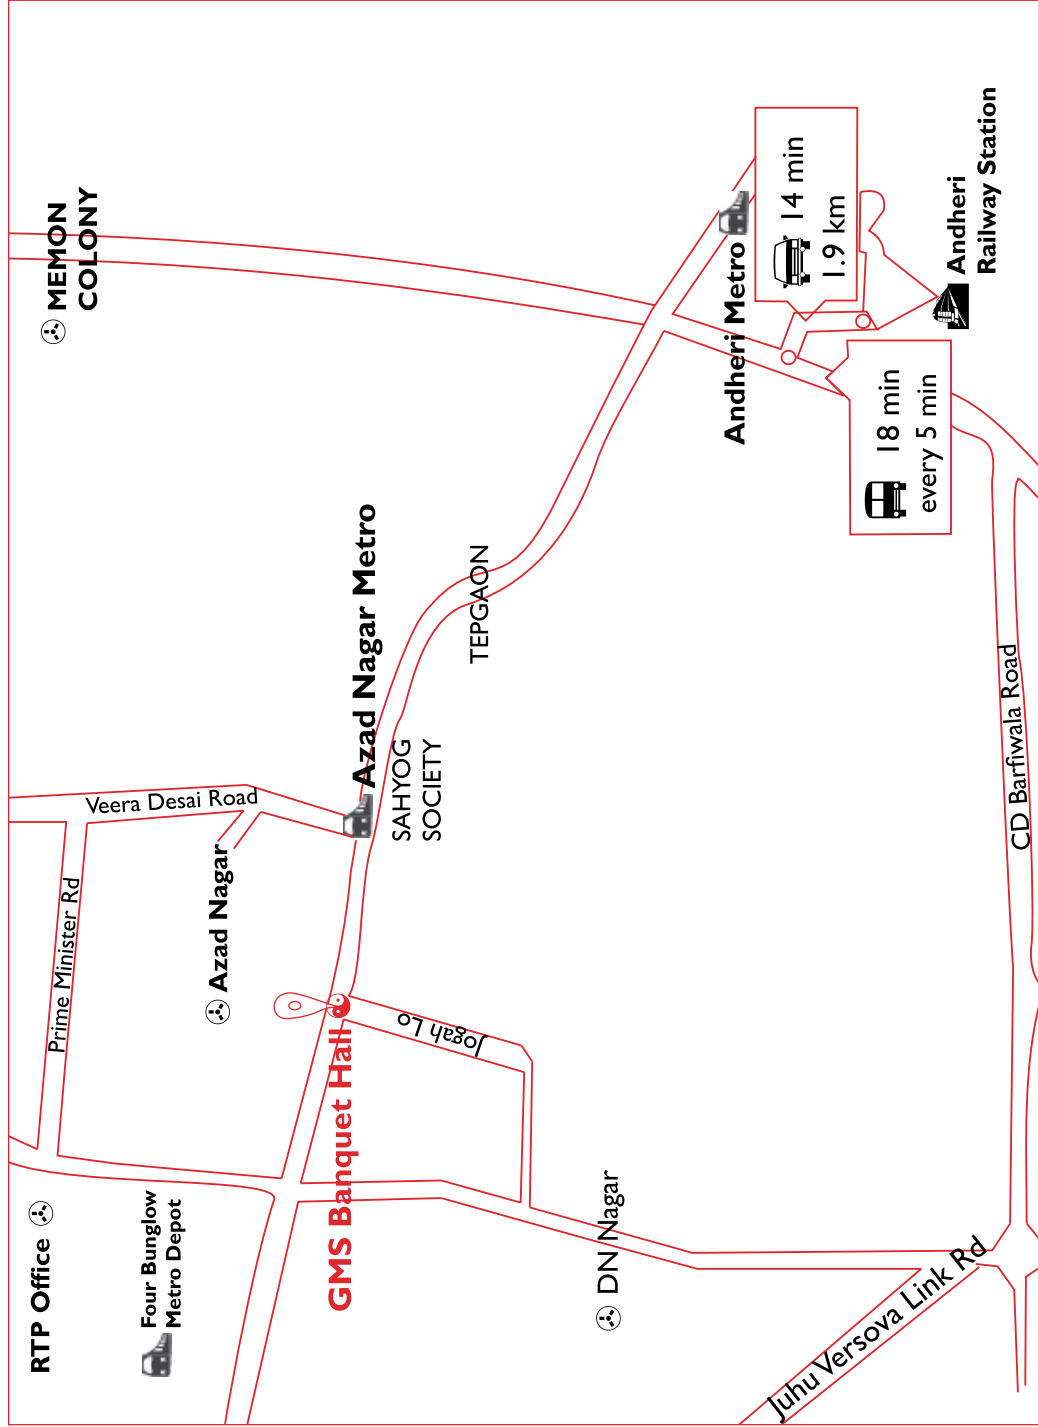 RTP Office
Four Bunglow
Metro Depot
Prime Minister Rd
Veera Desai Road
MEMON
COLONY
Azad Nagar
GMS Banquet Hall
Azad Nagar Metro
SAHYOG
SOCIETY
TEPGAON
Jogah Lo
DN Nagar
Juhu Versova Link Rd
Andheri Metro
14 min
1.9 km
18 min
every 5 min
Andheri
Railway Station
CD Barfiwala Road